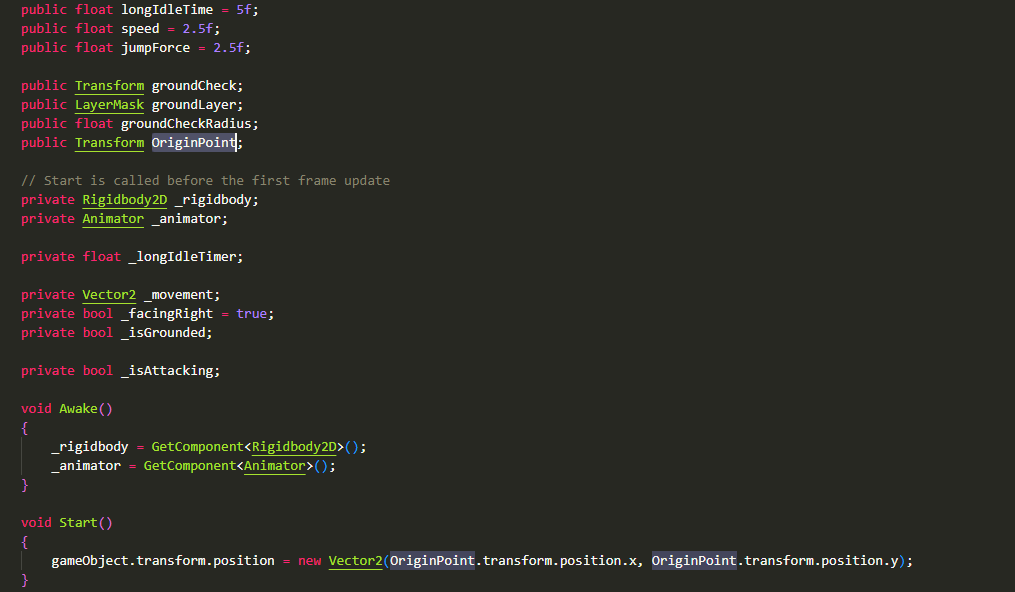 public float longIdleTime = 5f;
public float speed = 2.5f;
public float jumpForce = 2.5f;
public Transform groundCheck;
public LayerMask groundLayer;
public float groundCheckRadius;
public Transform OriginPoint;
// Start is called before the first frame update
private Rigidbody2D _rigidbody;
private Animator _animator;
private float _longIdleTimer;
private Vector2 _movement;
private bool _facingRight = true;
private bool _isGrounded;
private bool _isAttacking;
void Awake()
{
_rigidbody = GetComponent<Rigidbody2D>();
_animator = GetComponent<Animator>();
}
void Start()
{
gameObject.transform.position = new Vector2(OriginPoint.transform.position.x, OriginPoint.transform.position.y);
}